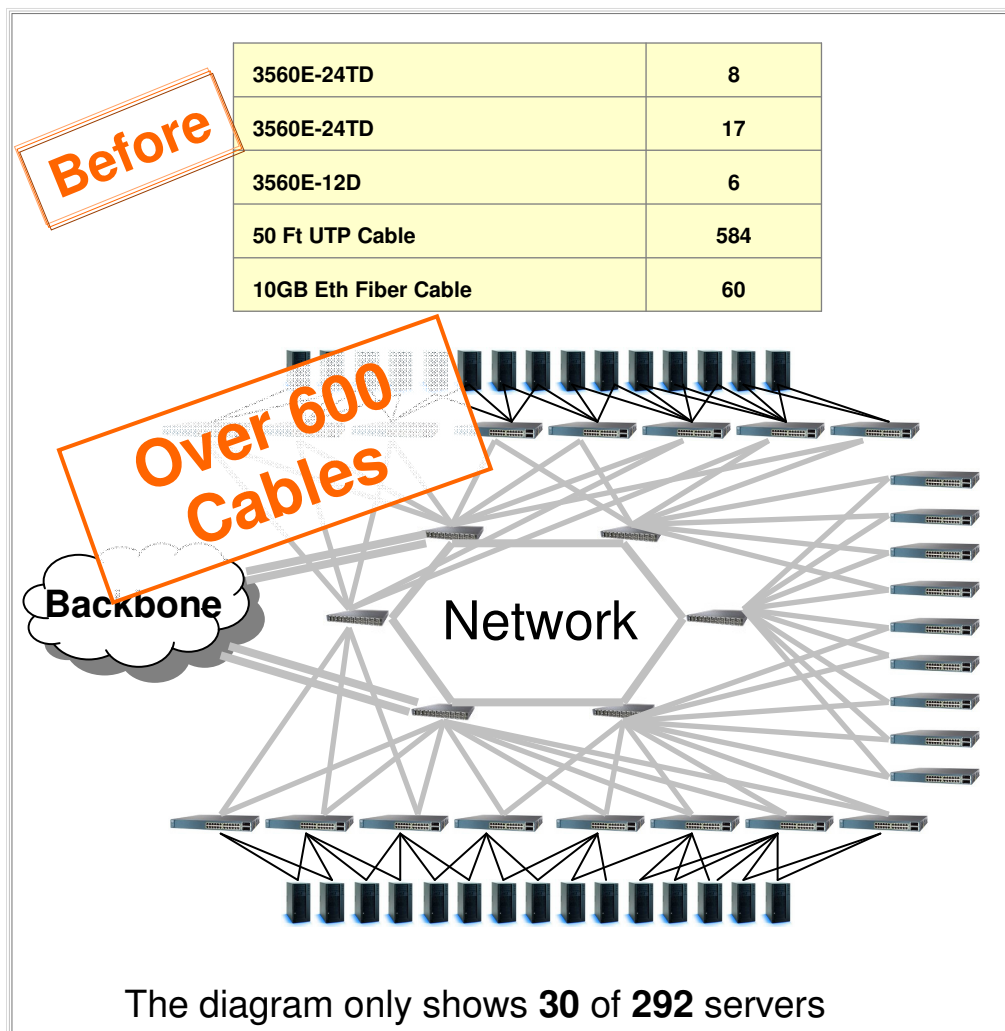 Before
3560E-24TD 8
3560E-24TD 17
3560E-12D 6
50 Ft UTP Cable 584
10GB Eth Fiber Cable 60
Over 600
Cables
Backbone
Network
The diagram only shows 30 of 292 servers